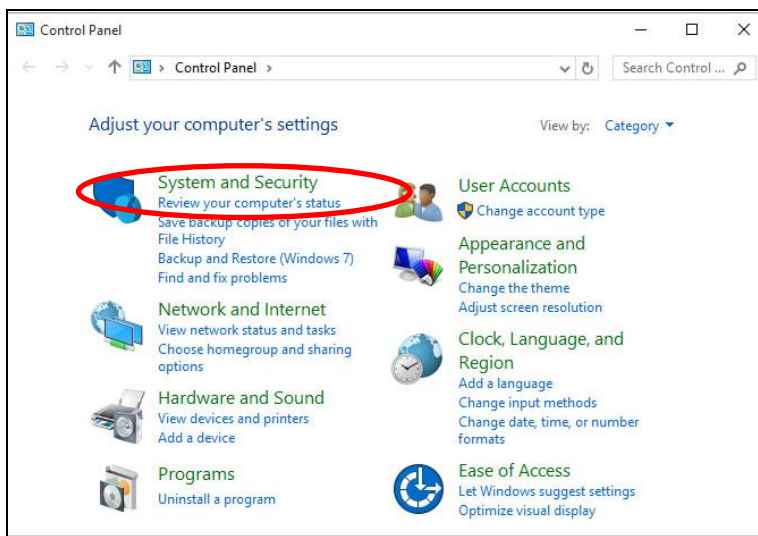 Control Panel
Control Panel
Search Control ...
Adjust your computer's settings
View by: Category
System and Security
Review your computer's status
Save backup copies of your files with
File History
Backup and Restore (Windows 7)
Find and fix problems
Network and Internet
View network status and tasks
Choose homegroup and sharing
options
Hardware and Sound
View devices and printers
Add a device
Programs
Uninstall a program
User Accounts
Change account type
Appearance and
Personalization
Change the theme
Adjust screen resolution
Clock, Language, and
Region
Add a language
Change input methods
Change date, time, or number
formats
Ease of Access
Let Windows suggest settings
Optimize visual display